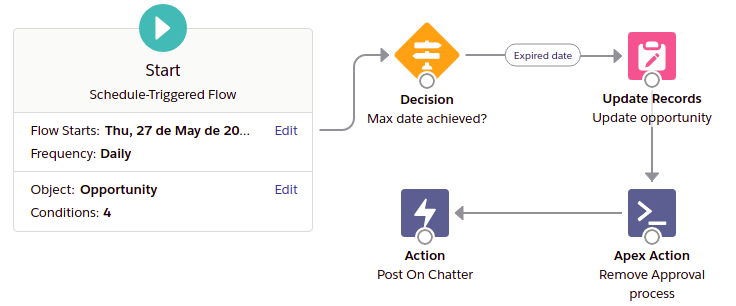 Start
Schedule-Triggered Flow
Flow Starts: Thu, 27 de May de 20... Edit
Frequency: Daily
Object: Opportunity Edit
Conditions: 4
Decision
Max date achieved?
Expired date
Update Records
Update opportunity
Apex Action
Remove Approval
process
Action
Post On Chatter